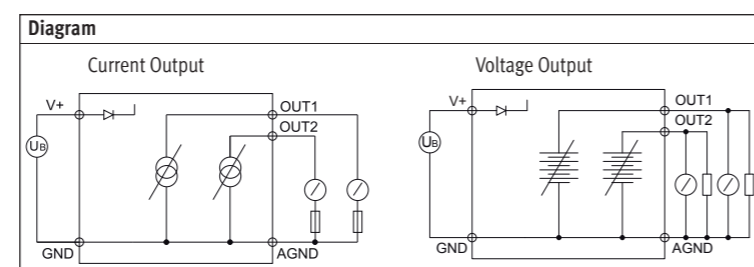 Diagram
Current Output
V+
OUT1
OUT2
UB
GND
AGND
Voltage Output
V+
OUT1
OUT2
UB
GND
AGND